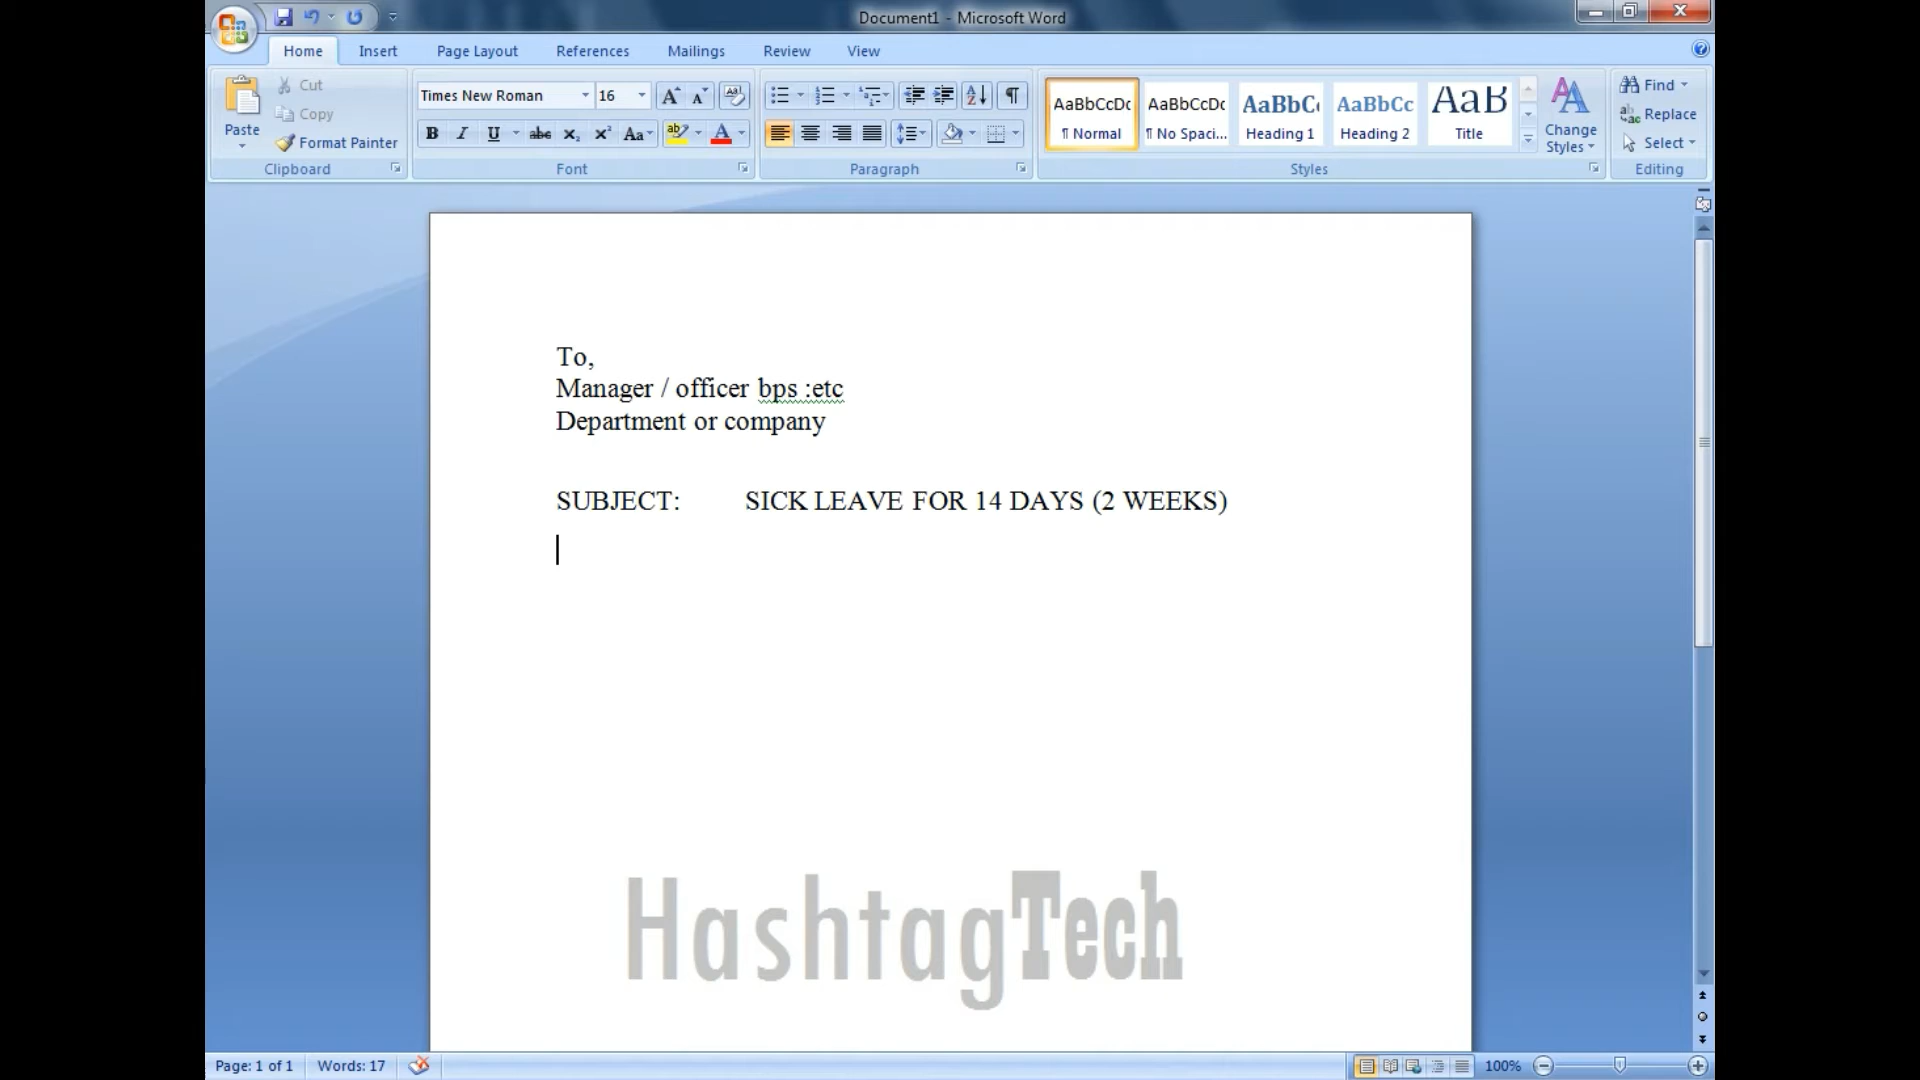 Document1 - Microsoft Word
Home Insert Page Layout References Mailings Review View
Paste
Cut
Copy
Format Painter
Clipboard
Times New Roman 16
Font
Paragraph
AaBbCcDc AaBbCcDc AaBbC AaBbCc AaB
¶ Normal ¶ No Spaci... Heading 1 Heading 2 Title
Change
Styles
Styles
Find
Replace
Select
Editing
To,
Manager / officer bps :etc
Department or company
SUBJECT: SICK LEAVE FOR 14 DAYS (2 WEEKS)
HashtagTech
Page: 1 of 1 Words: 17 100%